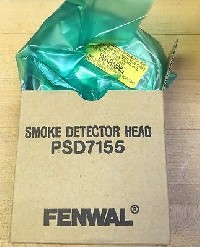 SMOKE DETECTOR HEAD
PSD7155
FENWAL®